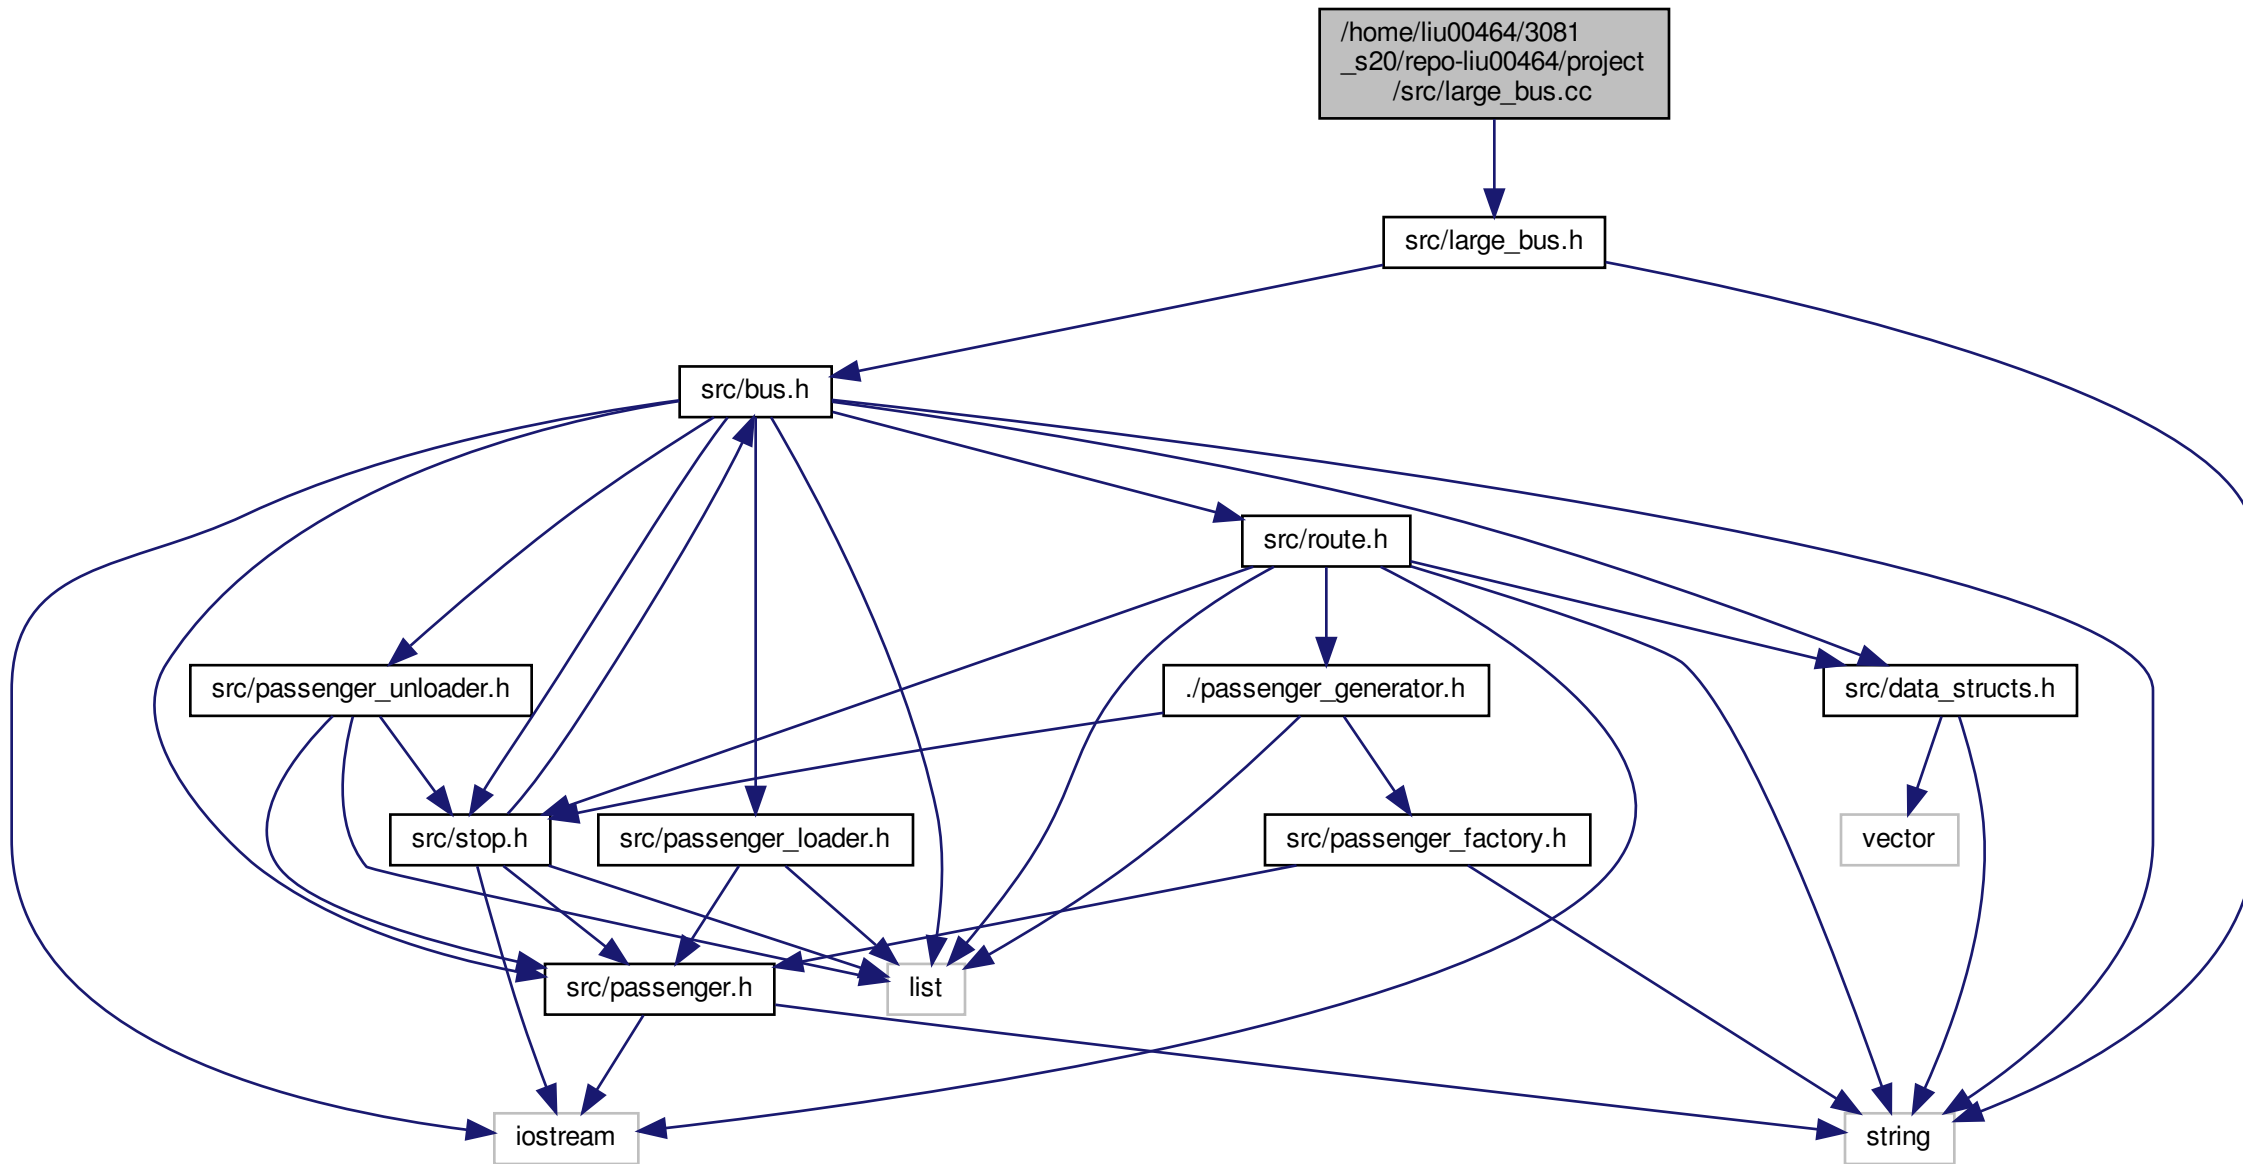 /home/liu00464/3081
_s20/repo-liu00464/project
/src/large_bus.cc
src/large_bus.h
src/bus.h
src/route.h
src/passenger_unloader.h
./passenger_generator.h
src/data_structs.h
src/stop.h
src/passenger_loader.h
src/passenger_factory.h
vector
src/passenger.h
list
iostream
string